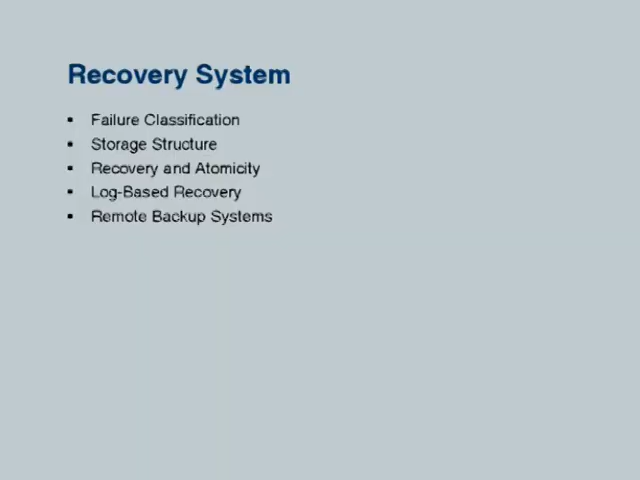 Recovery System
▪ Failure Classification
▪ Storage Structure
▪ Recovery and Atomicity
▪ Log-Based Recovery
▪ Remote Backup Systems